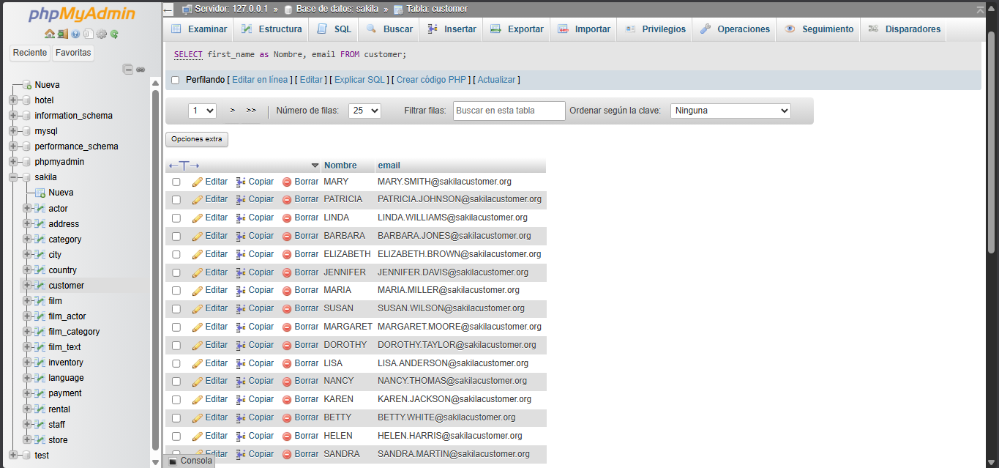 phpMyAdmin
Reciente Favoritas
Nueva
hotel
information_schema
mysql
performance_schema
phpmyadmin
sakila
Nueva
actor
address
category
city
country
customer
film
film_actor
film_category
film_text
inventory
language
payment
rental
staff
store
test
Servidor: 127.0.0.1 » Base de datos: sakila » Tabla: customer
Examinar Estructura SQL Buscar Insertar Exportar Importar Privilegios Operaciones Seguimiento Disparadores
SELECT first_name as Nombre, email FROM customer;
Perfilando [ Editar en línea ] [ Editar ] [ Explicar SQL ] [ Crear código PHP ] [ Actualizar ]
1 > >> | Número de filas: 25 Filtrar filas: Buscar en esta tabla Ordenar según la clave: Ninguna
Opciones extra
←T→ Nombre email
Editar Copiar Borrar MARY MARY.SMITH@sakilacustomer.org
Editar Copiar Borrar PATRICIA PATRICIA.JOHNSON@sakilacustomer.org
Editar Copiar Borrar LINDA LINDA.WILLIAMS@sakilacustomer.org
Editar Copiar Borrar BARBARA BARBARA.JONES@sakilacustomer.org
Editar Copiar Borrar ELIZABETH ELIZABETH.BROWN@sakilacustomer.org
Editar Copiar Borrar JENNIFER JENNIFER.DAVIS@sakilacustomer.org
Editar Copiar Borrar MARIA MARIA.MILLER@sakilacustomer.org
Editar Copiar Borrar SUSAN SUSAN.WILSON@sakilacustomer.org
Editar Copiar Borrar MARGARET MARGARET.MOORE@sakilacustomer.org
Editar Copiar Borrar DOROTHY DOROTHY.TAYLOR@sakilacustomer.org
Editar Copiar Borrar LISA LISA.ANDERSON@sakilacustomer.org
Editar Copiar Borrar NANCY NANCY.THOMAS@sakilacustomer.org
Editar Copiar Borrar KAREN KAREN.JACKSON@sakilacustomer.org
Editar Copiar Borrar BETTY BETTY.WHITE@sakilacustomer.org
Editar Copiar Borrar HELEN HELEN.HARRIS@sakilacustomer.org
Editar Copiar Borrar SANDRA SANDRA.MARTIN@sakilacustomer.org
Consola